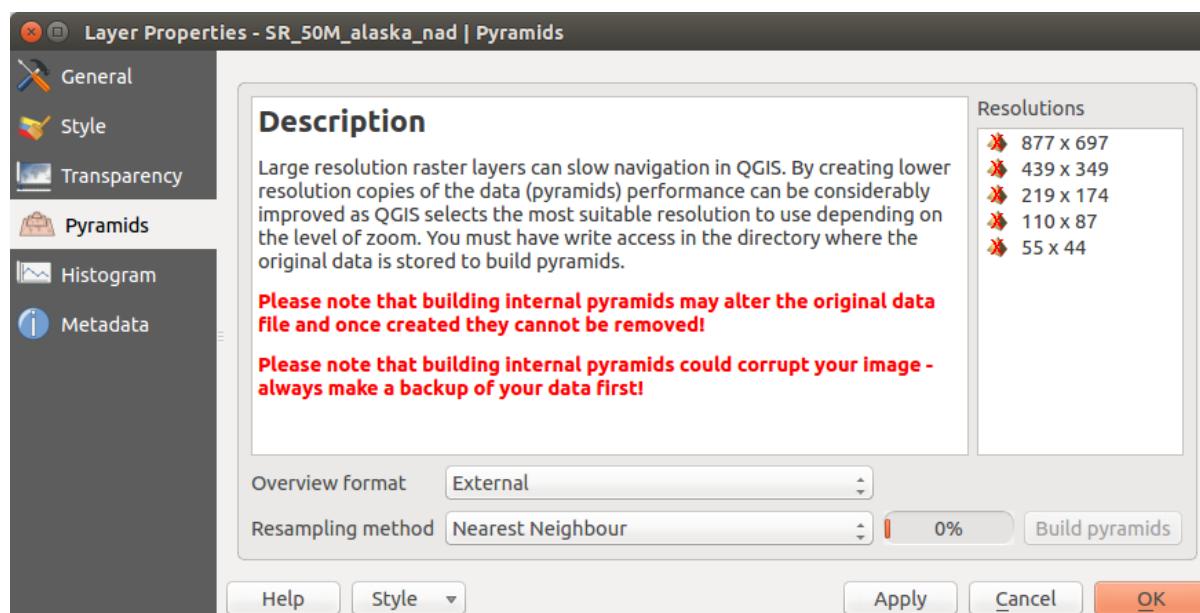 Layer Properties - SR_50M_alaska_nad | Pyramids
General
Style
Transparency
Pyramids
Histogram
Metadata
Description
Large resolution raster layers can slow navigation in QGIS. By creating lower
resolution copies of the data (pyramids) performance can be considerably
improved as QGIS selects the most suitable resolution to use depending on
the level of zoom. You must have write access in the directory where the
original data is stored to build pyramids.
Please note that building internal pyramids may alter the original data
file and once created they cannot be removed!
Please note that building internal pyramids could corrupt your image -
always make a backup of your data first!
Resolutions
877 x 697
439 x 349
219 x 174
110 x 87
55 x 44
Overview format External
Resampling method Nearest Neighbour 0% Build pyramids
Help Style Apply Cancel OK